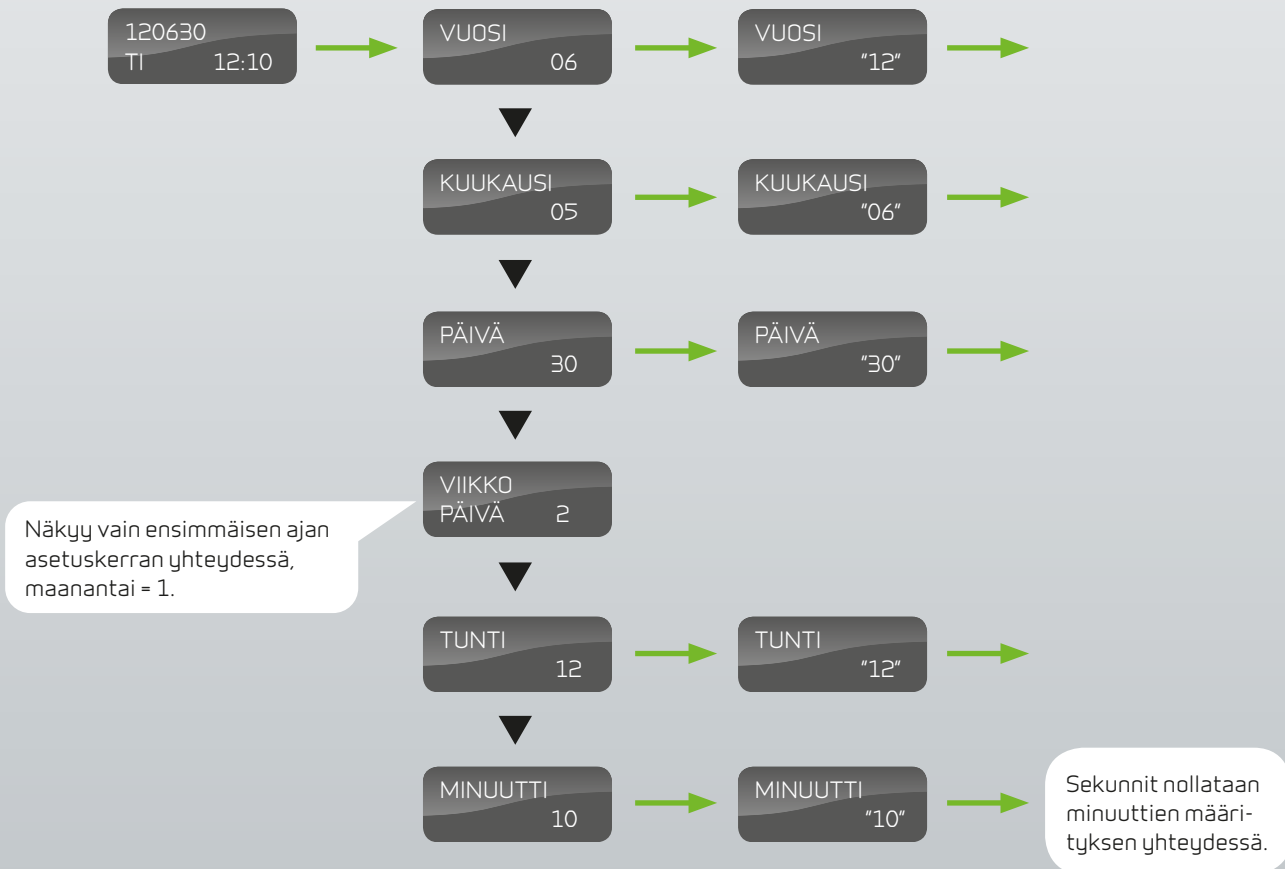 120630
TI 12:10
VUOSI
06
VUOSI
"12"
KUUKAUSI
05
KUUKAUSI
"06"
PÄIVÄ
30
PÄIVÄ
"30"
VIIKKO
PÄIVÄ 2
Näkyy vain ensimmäisen ajan
asetuskerran yhteydessä,
maanantai = 1.
TUNTI
12
TUNTI
"12"
MINUUTTI
10
MINUUTTI
"10"
Sekunnit nollataan
minuuttien määri-
tyksen yhteydessä.